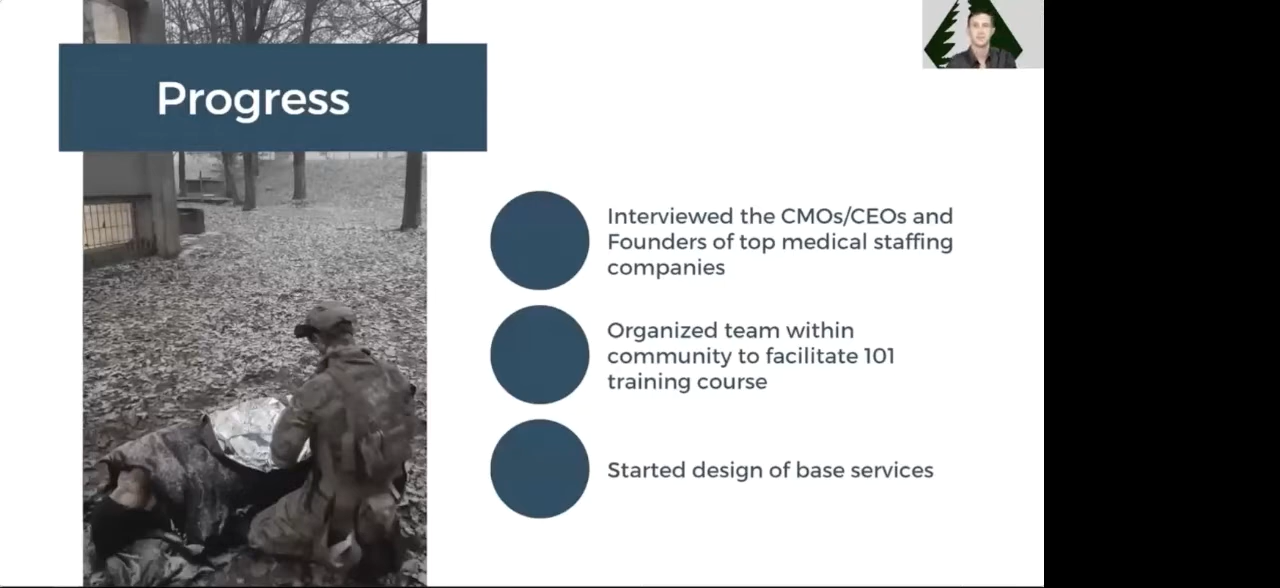 Progress
Interviewed the CMOs/CEOs and
Founders of top medical staffing
companies
Organized team within
community to facilitate 101
training course
Started design of base services